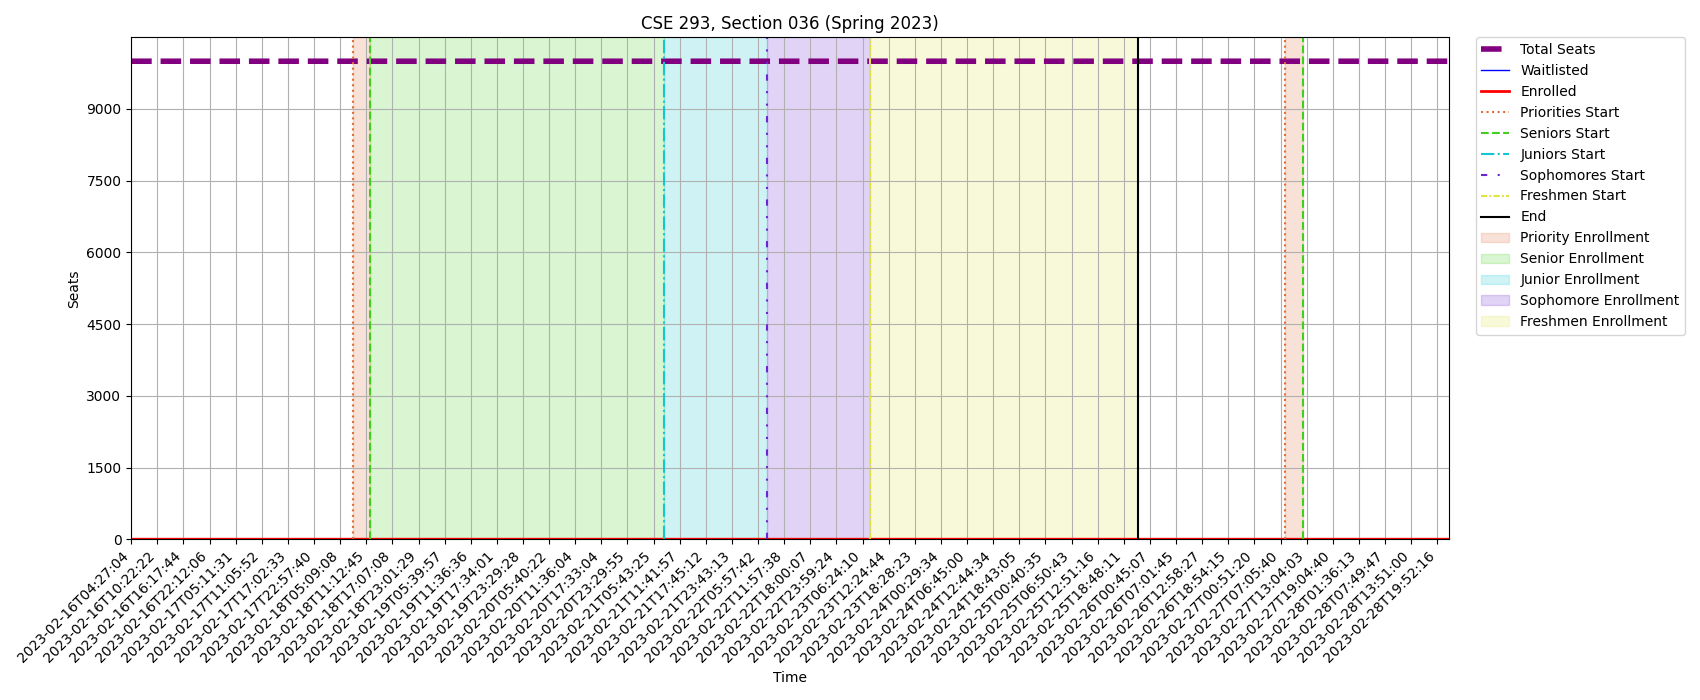 CSE 293, Section 036 (Spring 2023)
Total Seats
Waitlisted
Enrolled
Priorities Start
Seniors Start
Juniors Start
Sophomores Start
Freshmen Start
End
Priority Enrollment
Senior Enrollment
Junior Enrollment
Sophomore Enrollment
Freshmen Enrollment
Seats
9000
7500
6000
4500
3000
1500
0
2023-02-16T04:27:04
2023-02-16T10:22:22
2023-02-16T16:17:44
2023-02-16T22:12:06
2023-02-17T05:11:31
2023-02-17T11:05:52
2023-02-17T17:02:33
2023-02-17T22:57:40
2023-02-18T05:09:08
2023-02-18T11:12:45
2023-02-18T17:07:08
2023-02-18T23:01:29
2023-02-19T05:39:57
2023-02-19T11:36:36
2023-02-19T17:34:01
2023-02-19T23:29:28
2023-02-20T05:40:22
2023-02-20T11:36:04
2023-02-20T17:33:04
2023-02-20T23:29:55
2023-02-21T05:43:25
2023-02-21T11:41:57
2023-02-21T17:45:12
2023-02-21T23:43:13
2023-02-22T05:57:42
2023-02-22T11:57:38
2023-02-22T18:00:07
2023-02-22T23:59:24
2023-02-23T06:24:10
2023-02-23T12:24:44
2023-02-23T18:28:23
2023-02-24T00:29:34
2023-02-24T06:45:00
2023-02-24T12:44:34
2023-02-24T18:43:05
2023-02-25T00:40:35
2023-02-25T06:50:43
2023-02-25T12:51:16
2023-02-25T18:48:11
2023-02-26T00:45:07
2023-02-26T07:01:45
2023-02-26T12:58:27
2023-02-26T18:54:15
2023-02-27T00:51:20
2023-02-27T07:05:40
2023-02-27T13:04:03
2023-02-27T19:04:40
2023-02-28T01:36:13
2023-02-28T07:49:47
2023-02-28T13:51:00
2023-02-28T19:52:16
Time